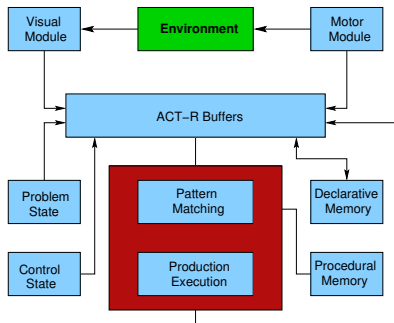 Visual
Module
Environment
Motor
Module
ACT−R Buffers
Problem
State
Pattern
Matching
Declarative
Memory
Control
State
Production
Execution
Procedural
Memory